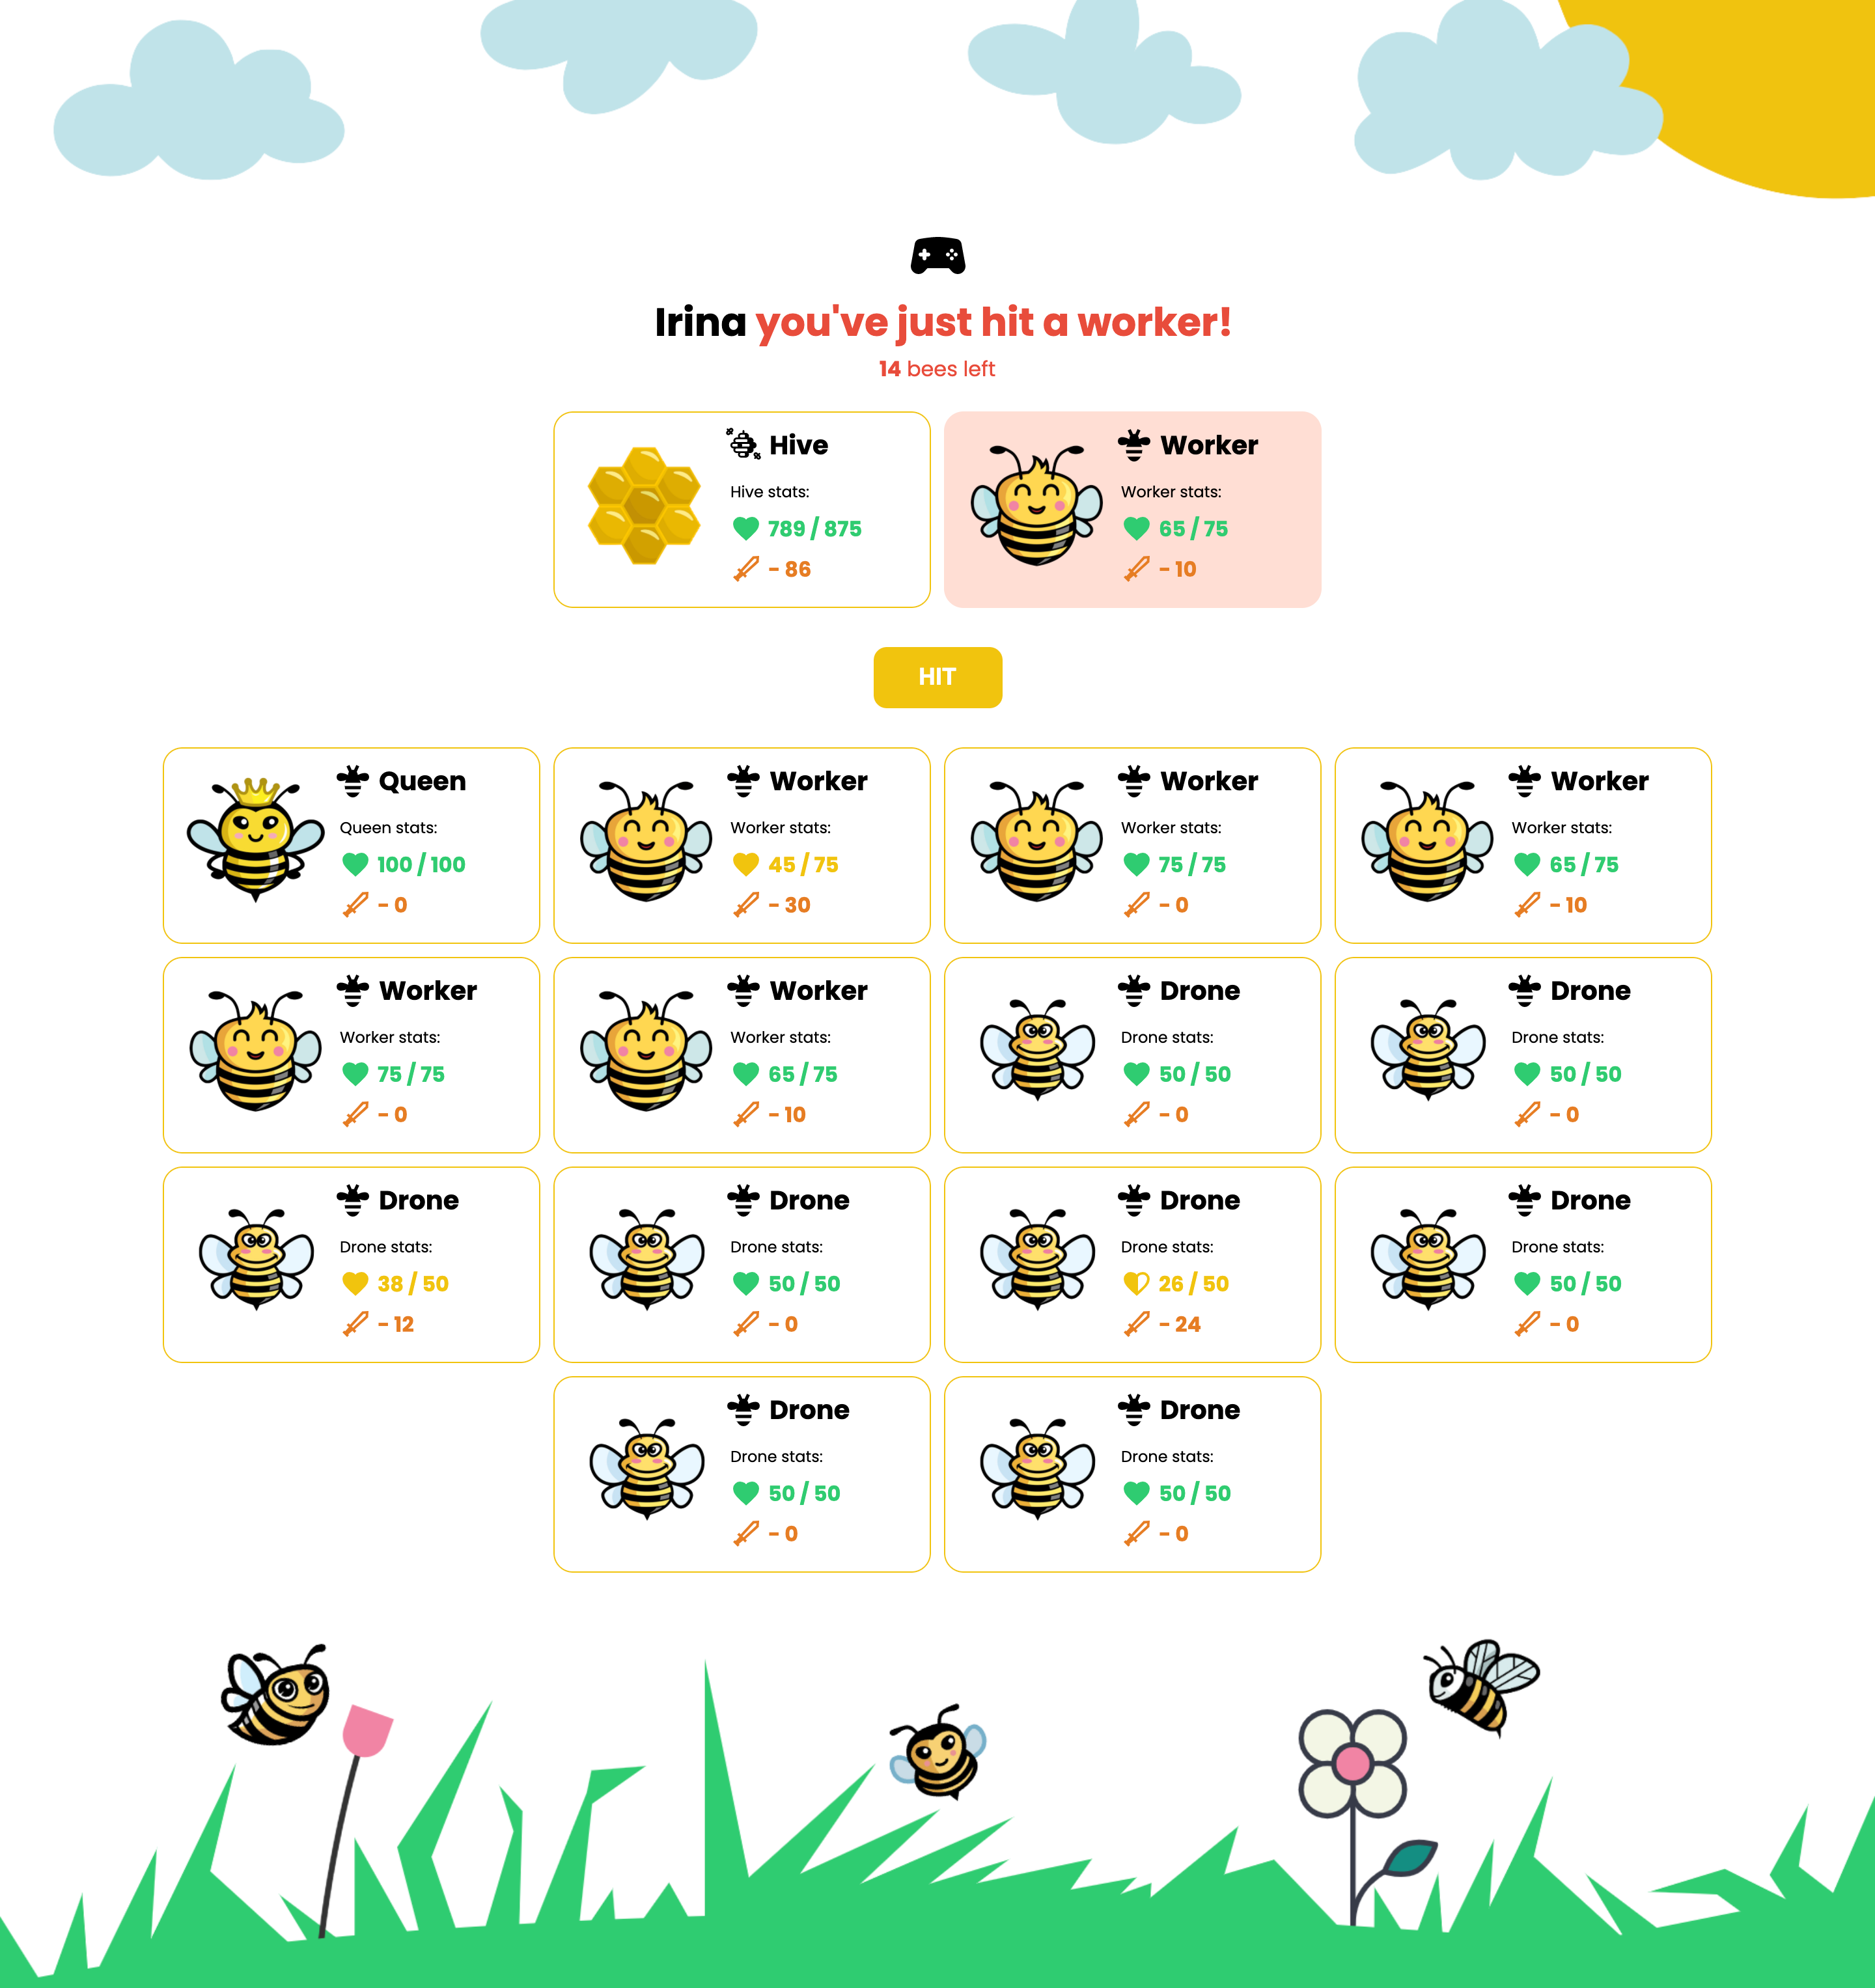 Irina you've just hit a worker!
14 bees left
Hive
Hive stats:
789 / 875
- 86
Worker
Worker stats:
65 / 75
- 10
HIT
Queen
Queen stats:
100 / 100
- 0
Worker
Worker stats:
45 / 75
- 30
Worker
Worker stats:
75 / 75
- 0
Worker
Worker stats:
65 / 75
- 10
Worker
Worker stats:
75 / 75
- 0
Worker
Worker stats:
65 / 75
- 10
Drone
Drone stats:
50 / 50
- 0
Drone
Drone stats:
50 / 50
- 0
Drone
Drone stats:
38 / 50
- 12
Drone
Drone stats:
50 / 50
- 0
Drone
Drone stats:
26 / 50
- 24
Drone
Drone stats:
50 / 50
- 0
Drone
Drone stats:
50 / 50
- 0
Drone
Drone stats:
50 / 50
- 0